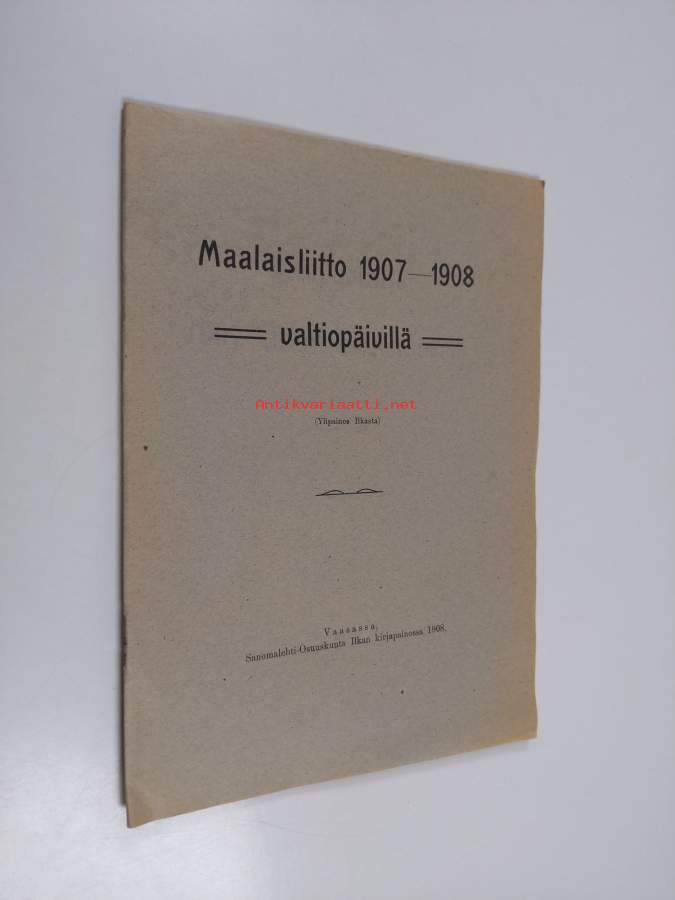 Maalaisliitto 1907—1908
valtiopäivillä
Antikvariaatti.net
(Ylipainos Ilkasta)
Vaasassa,
Sanomalehti-Osuuskunta Ilkan kirjapainossa 1908.